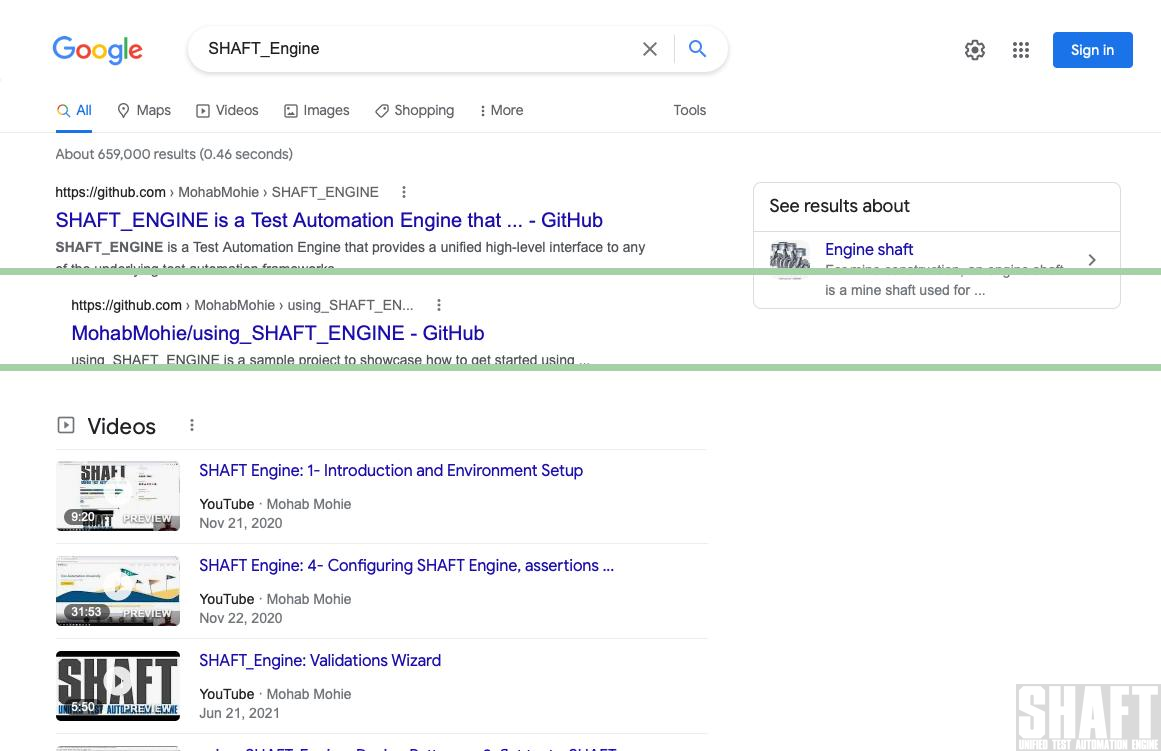 Google
SHAFT_Engine
Sign in
All
Maps
Videos
Images
Shopping
More
Tools
About 659,000 results (0.46 seconds)
https://github.com › MohabMohie › SHAFT_ENGINE
SHAFT_ENGINE is a Test Automation Engine that ... - GitHub
SHAFT_ENGINE is a Test Automation Engine that provides a unified high-level interface to any
of the underlying test automation frameworks
See results about
Engine shaft
For mine construction, an engine shaft
is a mine shaft used for ...
https://github.com › MohabMohie › using_SHAFT_EN...
MohabMohie/using_SHAFT_ENGINE - GitHub
using_SHAFT_ENGINE is a sample project to showcase how to get started using ...
Videos
SHAFT
9:20
PREVIEW
SHAFT Engine: 1- Introduction and Environment Setup
YouTube · Mohab Mohie
Nov 21, 2020
31:53
PREVIEW
SHAFT Engine: 4- Configuring SHAFT Engine, assertions ...
YouTube · Mohab Mohie
Nov 22, 2020
SHAFT
5:50
PREVIEW
SHAFT_Engine: Validations Wizard
YouTube · Mohab Mohie
Jun 21, 2021
SHAFT
UNIFIED TEST AUTOMATION ENGINE